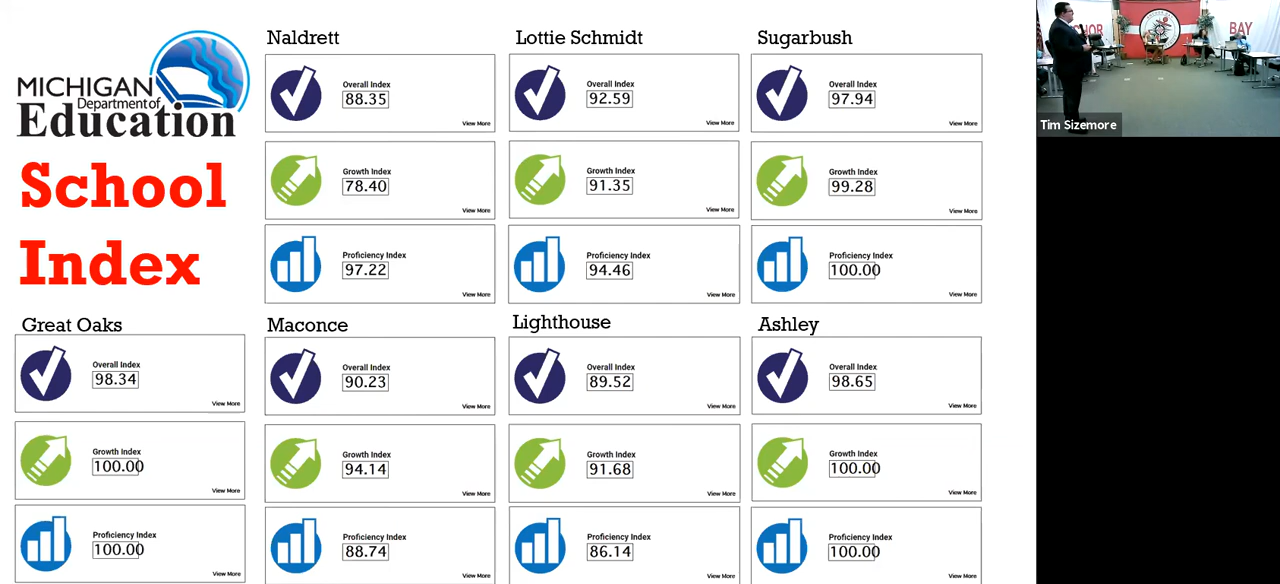 MICHIGAN
Department of
Education
School
Index
Naldrett
Overall Index
88.35
View More
Growth Index
78.40
View More
Proficiency Index
97.22
View More
Lottie Schmidt
Overall Index
92.59
View More
Growth Index
91.35
View More
Proficiency Index
94.46
View More
Sugarbush
Overall Index
97.94
View More
Growth Index
99.28
View More
Proficiency Index
100.00
View More
Great Oaks
Overall Index
98.34
View More
Growth Index
100.00
View More
Proficiency Index
100.00
View More
Maconce
Overall Index
90.23
View More
Growth Index
94.14
View More
Proficiency Index
88.74
View More
Lighthouse
Overall Index
89.52
View More
Growth Index
91.68
View More
Proficiency Index
86.14
View More
Ashley
Overall Index
98.65
View More
Growth Index
100.00
View More
Proficiency Index
100.00
View More
BAY
Tim Sizemore